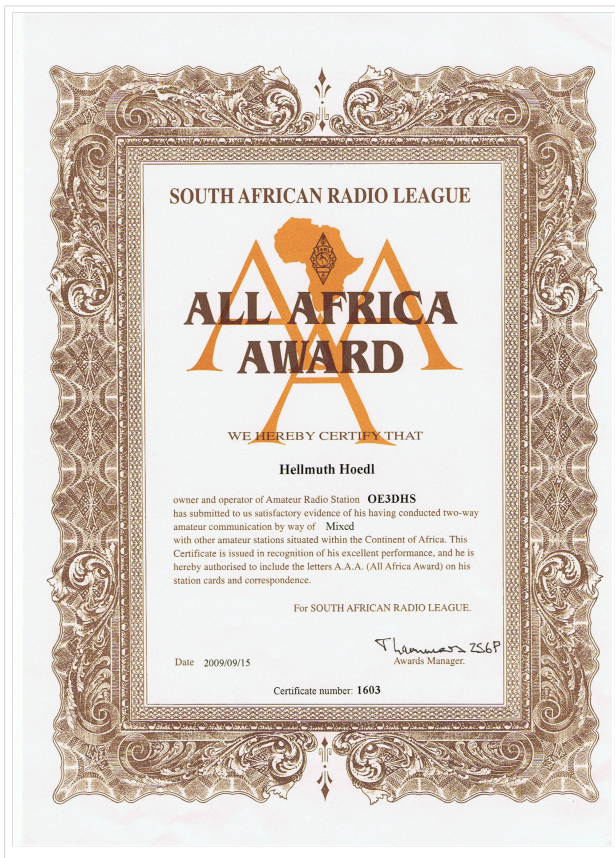 SOUTH AFRICAN RADIO LEAGUE
ALL AFRICA
AWARD
WE HEREBY CERTIFY THAT
Hellmuth Hoedl
owner and operator of Amateur Radio Station OE3DHS
has submitted to us satisfactory evidence of his having conducted two-way
amateur communication by way of Mixed
with other amateur stations situated within the Continent of Africa. This
Certificate is issued in recognition of his excellent performance, and he is
hereby authorised to include the letters A.A.A. (All Africa Award) on his
station cards and correspondence.
For SOUTH AFRICAN RADIO LEAGUE.
ZS6P
Date 2009/09/15 Awards Manager.
Certificate number: 1603